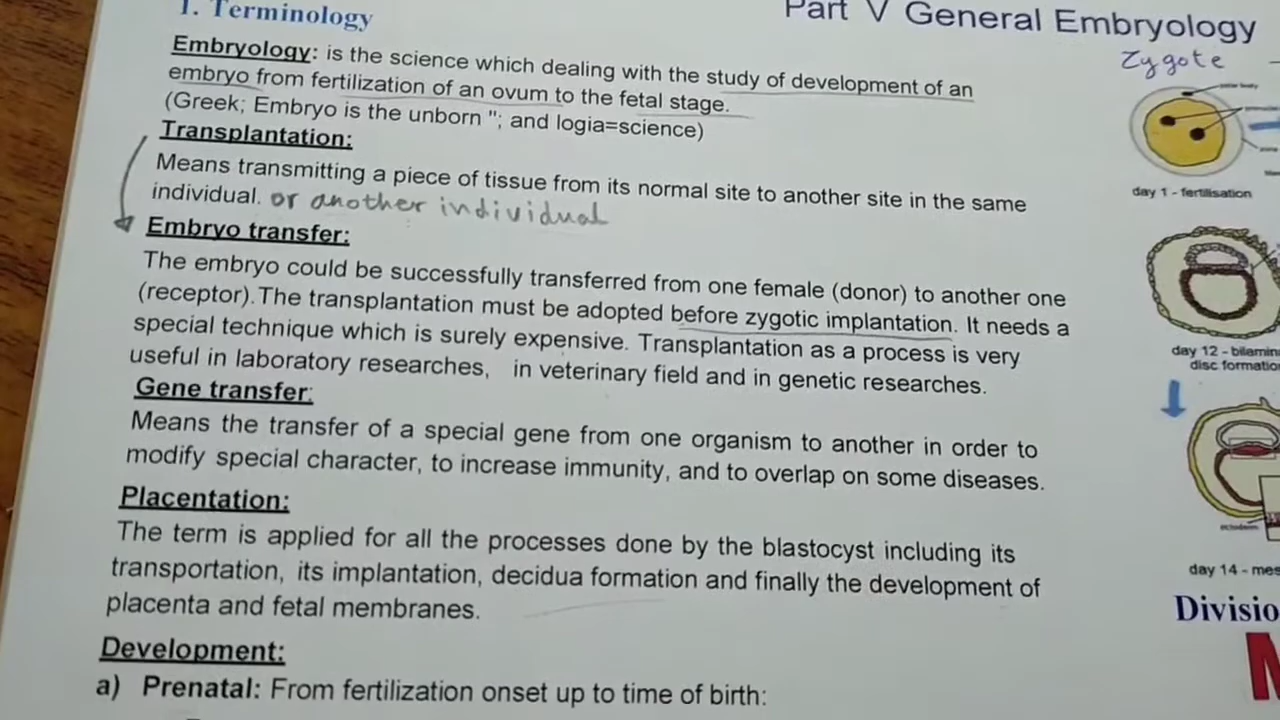 1. Terminology
Part V General Embryology
Embryology: is the science which dealing with the study of development of an
embryo from fertilization of an ovum to the fetal stage.
(Greek; Embryo is the unborn "; and logia=science)
Transplantation:
Means transmitting a piece of tissue from its normal site to another site in the same
individual. or another individual
Embryo transfer:
The embryo could be successfully transferred from one female (donor) to another one
(receptor). The transplantation must be adopted before zygotic implantation. It needs a
special technique which is surely expensive. Transplantation as a process is very
useful in laboratory researches, in veterinary field and in genetic researches.
Gene transfer:
Means the transfer of a special gene from one organism to another in order to
modify special character, to increase immunity, and to overlap on some diseases.
Placentation:
The term is applied for all the processes done by the blastocyst including its
transportation, its implantation, decidua formation and finally the development of
placenta and fetal membranes.
Development:
a) Prenatal: From fertilization onset up to time of birth:
Zygote
day 1 - fertilisation
day 12 - bilamin
disc formatio
ectoderm
day 14 - mes
Divisio
M